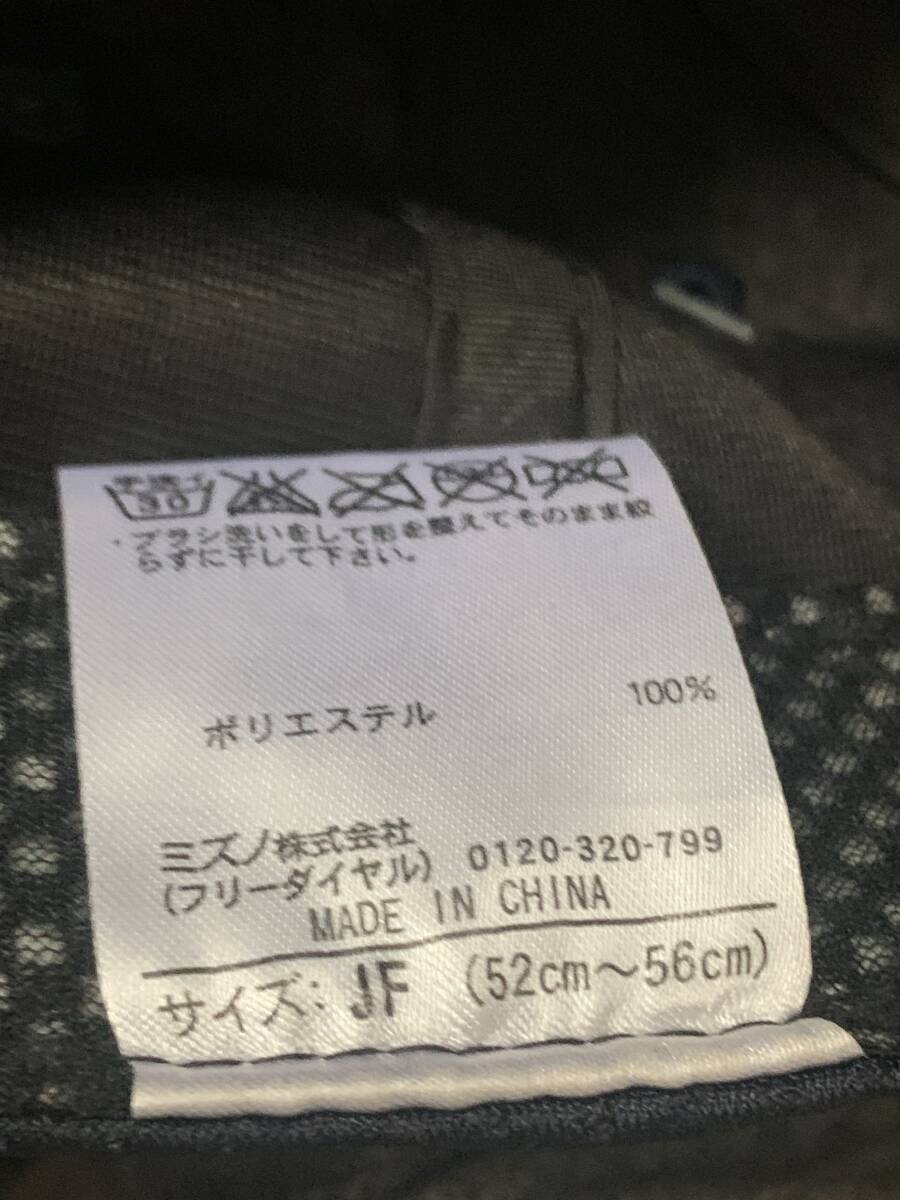 手洗イ
30
・ブラシ洗いをして形を整えてそのまま絞
らずに干して下さい。
ポリエステル 100%
ミズノ株式会社
(フリーダイヤル) 0120-320-799
MADE IN CHINA
サイズ: JF (52cm～56cm)